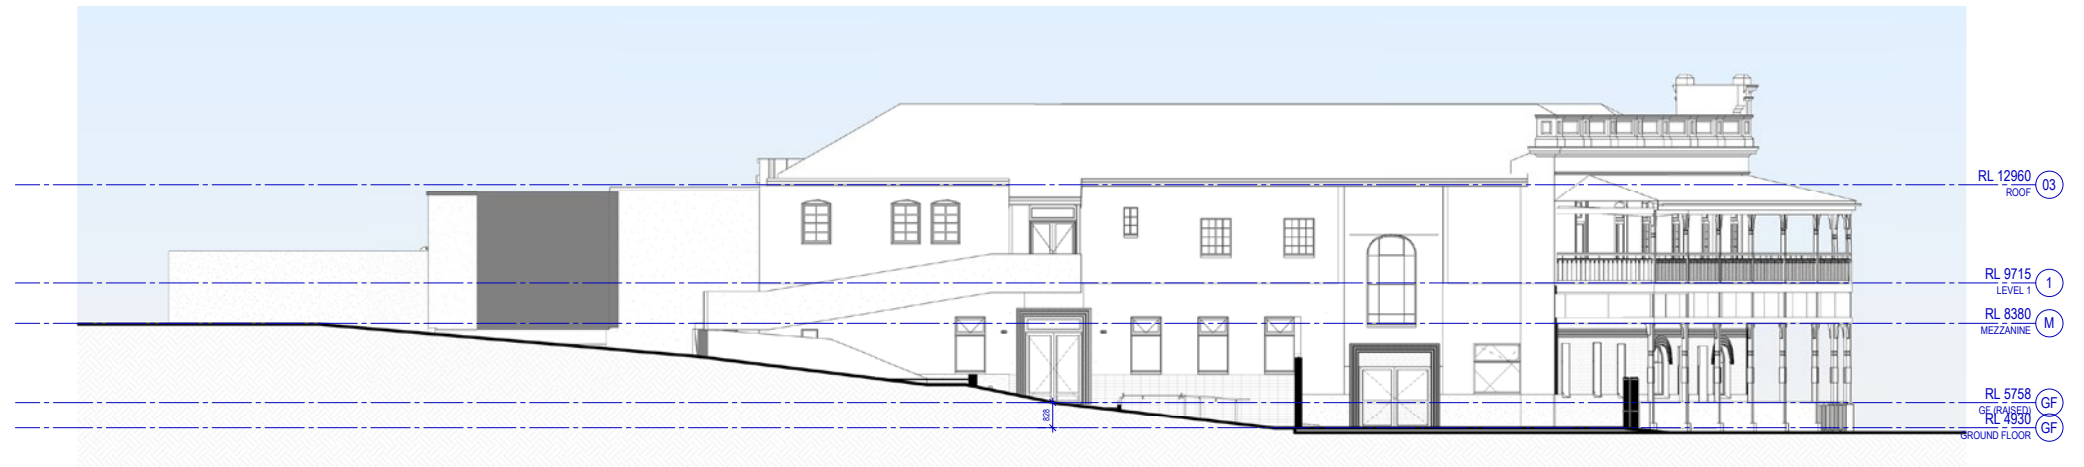 RL 12960
03
ROOF
RL 9715
1
LEVEL 1
RL 8380
M
MEZZANINE
RL 5758
GF
GF (RAISED)
828
RL 4930
GF
GROUND FLOOR